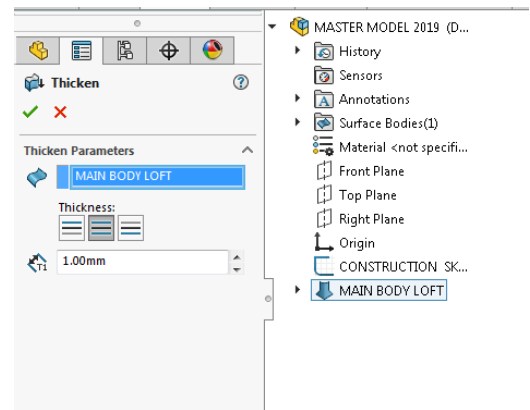 Thicken
Thicken Parameters
MAIN BODY LOFT
Thickness:
T1
1.00mm
MASTER MODEL 2019 (D...
History
Sensors
A
Annotations
Surface Bodies(1)
Material <not specifi...
Front Plane
Top Plane
Right Plane
Origin
CONSTRUCTION SK...
MAIN BODY LOFT